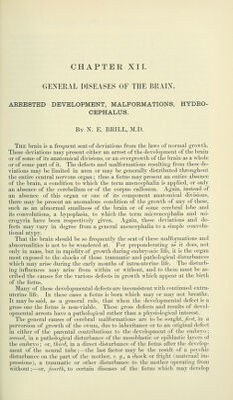 CHAPTER XII.
GENERAL DISEASES OF THE BRAIN.
ARRESTED DEVELOPMENT, MALFORMATIONS, HYDRO-
CEPHALUS.
By N. E. BRILL, M.D.
The brain is a frequent seat of deviations from the laws of normal growth.
These deviations may present either an arrest of the development of the brain
or of some of its anatomical divisions, or an overgrowth of the brain as a whole
or of some part of it. The defects and malformations resulting from these de-
viations may be limited in area or may be generally distributed throughout
the entire central nervous organ; thus a fœtus may present an entire absence
of the brain, a condition to which the term anencephalia is applied, or only
an absence of the cerebellum or of the corpus callosum. Again, instead of
an absence of this organ or one of its component anatomical divisions,
there may be present an anomalous condition of the growth of any of these,
such as an abnormal smallness of the brain or of some cerebral lobe and
its convolutions, a hypoplasia, to which the term microcephalia and mi-
crogyria have been respectively given. Again, these deviations and de-
fects may vary in degree from a general anencephalia to a simple convolu-
tional atype.
That the brain should be so frequently the seat of these malformations and
abnormalities is not to be wondered at. For preponderating as it does, not
only in mass, but in rapidity of growth during embryonic life, it is the organ
most exposed to the shocks of those traumatic and pathological disturbances
which may arise during the early months of intrauterine life. The disturb-
ing influences may arise from within or without, and to them must be as-
cribed the causes for the various defects in growth which appear at the birth
of the fœtus.
Many of these developmental defects are inconsistent with continued extra-
uterine life. In these cases a fœtus is born which may or may not breathe.
It may be said, as a general rule, that when the developmental defect is
gross out the fœtus is non-viable. These gross defects and results of devel-
opmental arrests have a pathological rather than a physiological interest.
The general causes of cerebral malformations are to be sought, first, in a
perversion of growth of the ovum, due to inheritance or to an original defect
in either of the parental contributions to the development of the embryo;
second, in a pathological disturbance of the mesoblastic or epiblastic layers of
the embryo; or, third, in a direct disturbance of the fœtus after the develop-
ment of the neural tubes;—the last factor may be the result of a psychic
disturbance on the part of the mother, e. g., a shock or fright (maternal im-
pressions), a traumatic or other disturbance to the mother operating from
without;—or, fourth, to certain diseases of the fœtus which may develop